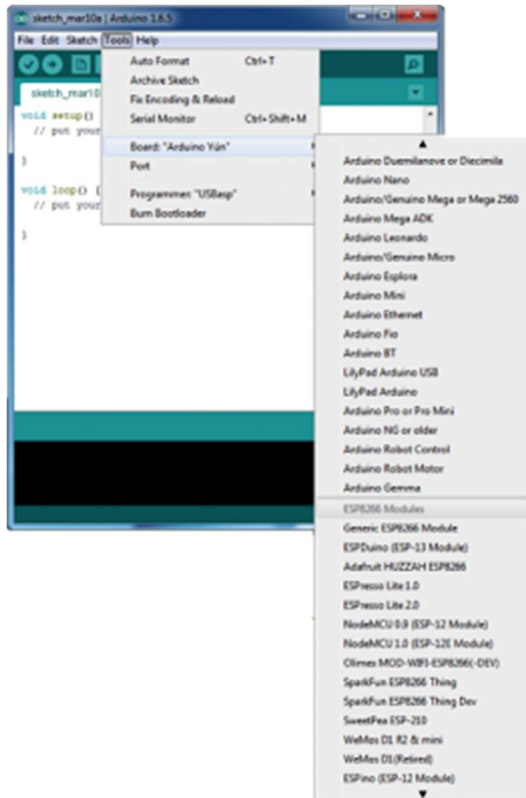 sketch_mar10a | Arduino 1.6.5
File Edit Sketch Tools Help
sketch_mar10
void setup()
// put your
}
void loop() {
// put your
}
Auto Format Ctrl+T
Archive Sketch
Fix Encoding & Reload
Serial Monitor Ctrl+Shift+M
Board: "Arduino Yún"
Port
Programmer: "USBasp"
Burn Bootloader
Arduino Duemilanove or Diecimila
Arduino Nano
Arduino/Genuino Mega or Mega 2560
Arduino Mega ADK
Arduino Leonardo
Arduino/Genuino Micro
Arduino Esplora
Arduino Mini
Arduino Ethernet
Arduino Fio
Arduino BT
LilyPad Arduino USB
LilyPad Arduino
Arduino Pro or Pro Mini
Arduino NG or older
Arduino Robot Control
Arduino Robot Motor
Arduino Gemma
ESP8266 Modules
Generic ESP8266 Module
ESPDuino (ESP-13 Module)
Adafruit HUZZAH ESP8266
ESPresso Lite 1.0
ESPresso Lite 2.0
NodeMCU 0.9 (ESP-12 Module)
NodeMCU 1.0 (ESP-12E Module)
Olimex MOD-WIFI-ESP8266(-DEV)
SparkFun ESP8266 Thing
SparkFun ESP8266 Thing Dev
SweetPea ESP-210
WeMos D1 R2 & mini
WeMos D1(Retired)
ESPino (ESP-12 Module)